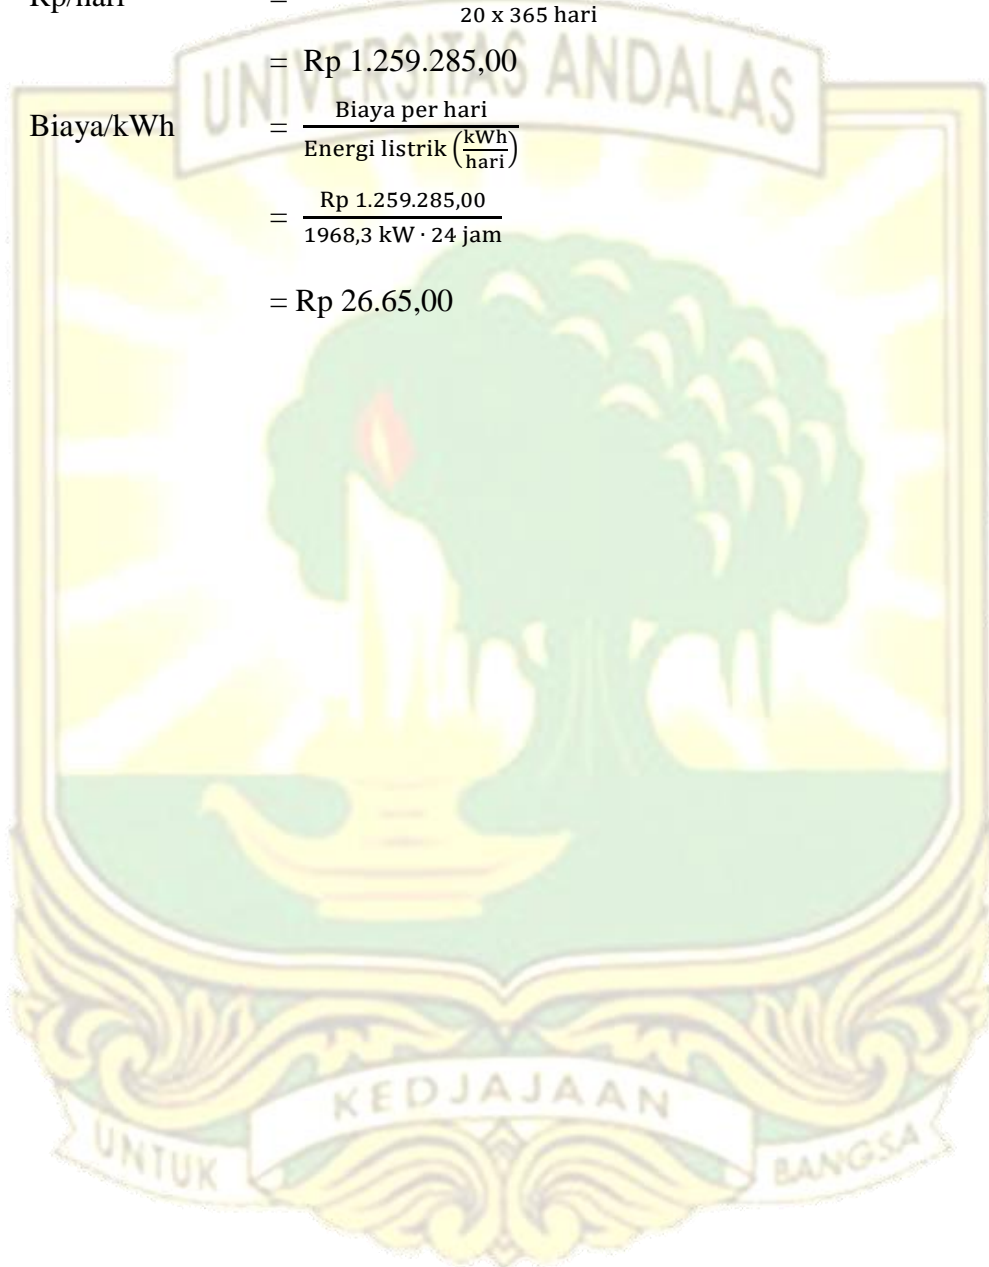 Rp/hari =
20 x 365 hari
= Rp 1.259.285,00
Biaya/kWh = Biaya per hari
Energi listrik (kWh/hari)
= Rp 1.259.285,00
1968,3 kW · 24 jam
= Rp 26.65,00
UNIVERSITAS ANDALAS
KEDJAJAAN
UNTUK
BANGSA